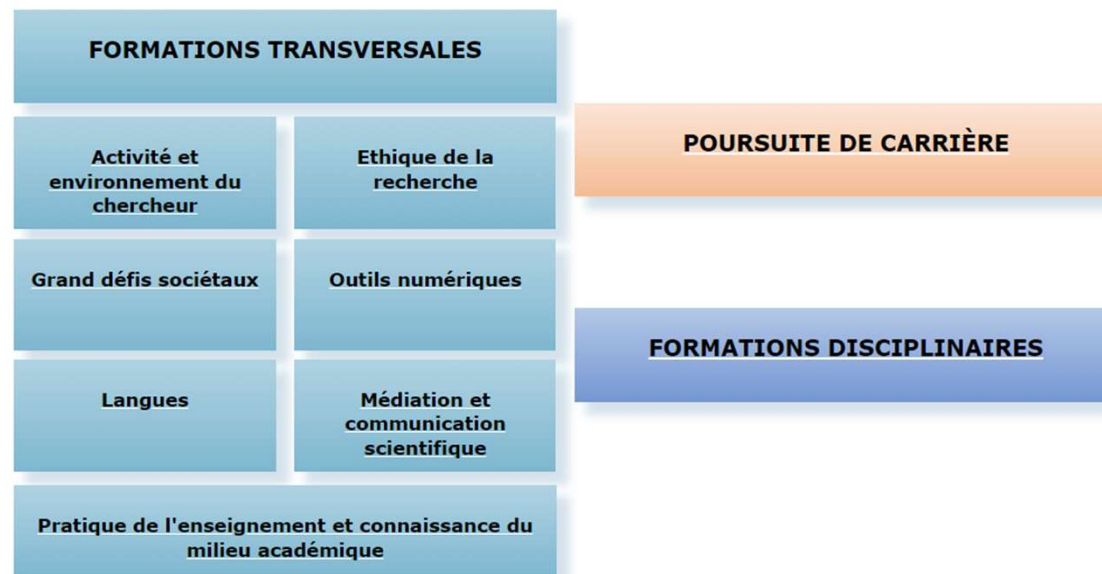 FORMATIONS TRANSVERSALES
Activité et
environnement du
chercheur
Ethique de la
recherche
Grand défis sociétaux
Outils numériques
Langues
Médiation et
communication
scientifique
Pratique de l'enseignement et connaissance du
milieu académique
POURSUITE DE CARRIÈRE
FORMATIONS DISCIPLINAIRES